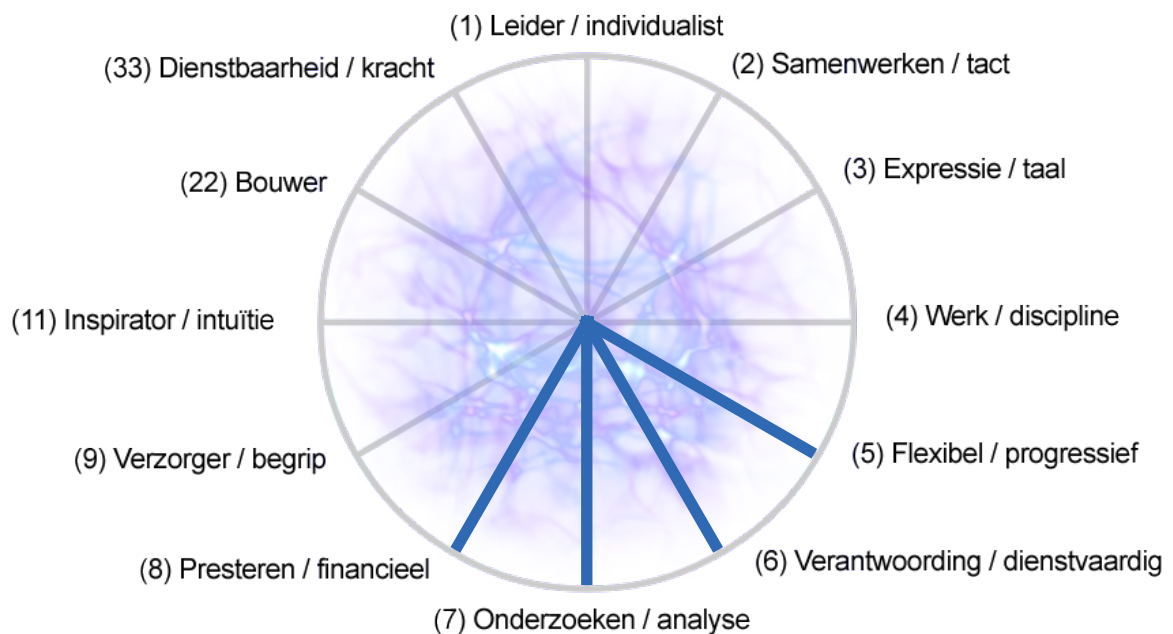 (1) Leider / individualist
(2) Samenwerken / tact
(3) Expressie / taal
(4) Werk / discipline
(5) Flexibel / progressief
(6) Verantwoording / dienstvaardig
(7) Onderzoeken / analyse
(8) Presteren / financieel
(9) Verzorger / begrip
(11) Inspirator / intuïtie
(22) Bouwer
(33) Dienstbaarheid / kracht